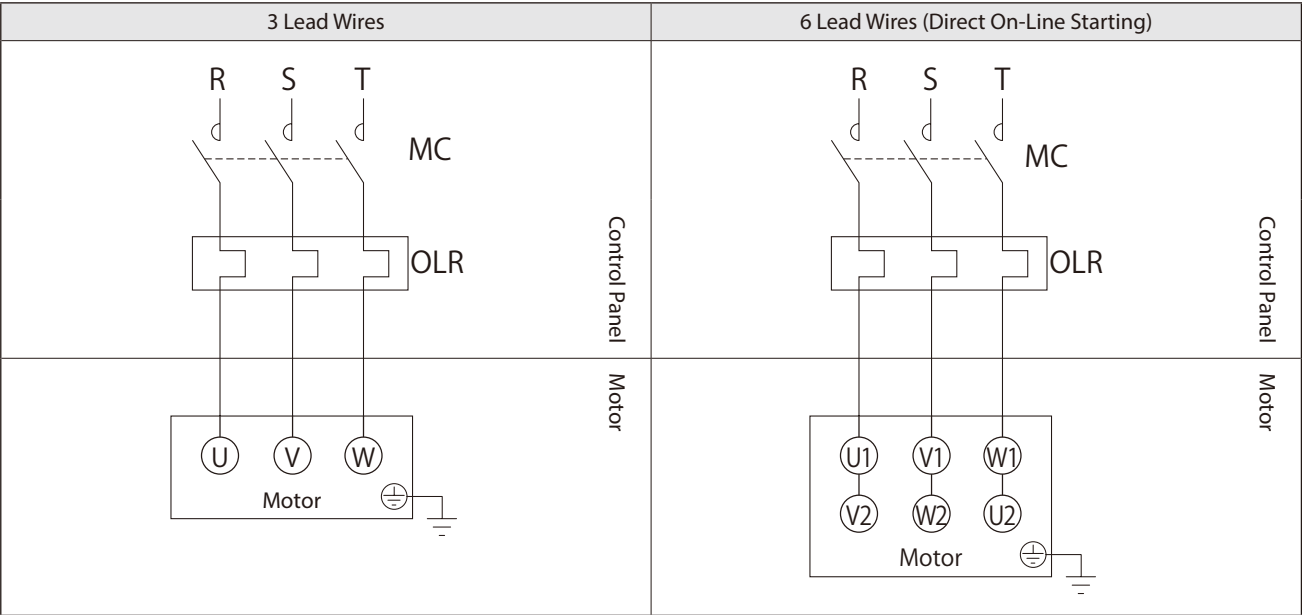 3 Lead Wires
6 Lead Wires (Direct On-Line Starting)
R S T
MC
OLR
Control Panel
U V W
Motor
Motor
R S T
MC
OLR
Control Panel
U1 V1 W1
V2 W2 U2
Motor
Motor